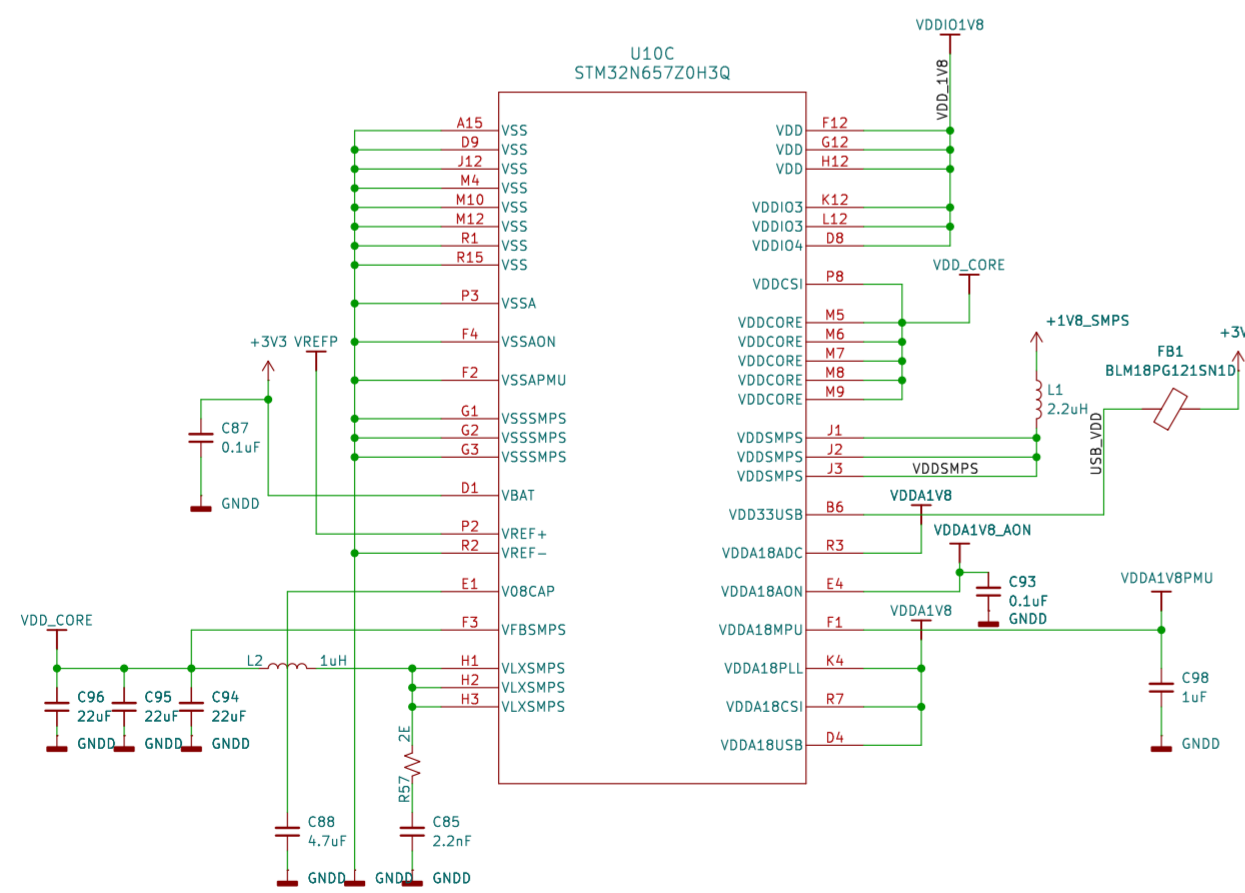 VDDIO1V8
U10C
STM32N657Z0H3Q
VDD_1V8
A15 VSS
D9 VSS
J12 VSS
M4 VSS
M10 VSS
M12 VSS
R1 VSS
R15 VSS
P3 VSSA
F4 VSSAON
F2 VSSAPMU
G1 VSSSMPS
G2 VSSSMPS
G3 VSSSMPS
D1 VBAT
P2 VREF+
R2 VREF-
E1 V08CAP
F3 VFBSMPS
H1 VLXSMPS
H2 VLXSMPS
H3 VLXSMPS
VDD F12
VDD G12
VDD H12
VDDIO3 K12
VDDIO3 L12
VDDIO4 D8
VDDCSI P8
VDDCORE M5
VDDCORE M6
VDDCORE M7
VDDCORE M8
VDDCORE M9
VDDSMPS J1
VDDSMPS J2
VDDSMPS J3
VDD33USB B6
VDDA18ADC R3
VDDA18AON E4
VDDA18MPU F1
VDDA18PLL K4
VDDA18CSI R7
VDDA18USB D4
+3V3 VREFP
C87
0.1uF
GNDD
VDD_CORE
L2 1uH
C96
22uF
GNDD
C95
22uF
GNDD
C94
22uF
GNDD
2E
R57
C88
4.7uF
GNDD
GNDD
C85
2.2nF
GNDD
VDD_CORE
+1V8_SMPS
L1
2.2uH
VDDSMPS
USB_VDD
FB1
BLM18PG121SN1D
+3V
VDDA1V8
VDDA1V8_AON
C93
0.1uF
GNDD
VDDA1V8
VDDA1V8PMU
C98
1uF
GNDD